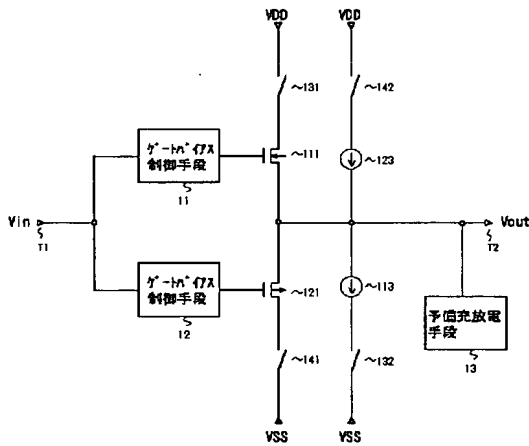 VDD VDD
~131 ~142
ゲートバイアス
制御手段
11
~111
~123
Vin
T1
Vout
T2
ゲートバイアス
制御手段
12
~121
~113
予備充放電
手段
13
~141
~132
VSS VSS